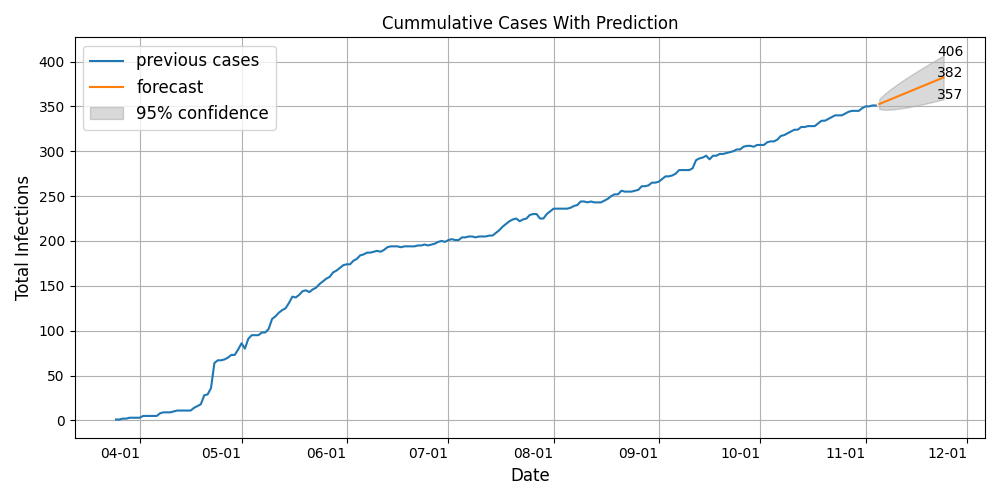 Cummulative Cases With Prediction
previous cases
forecast
95% confidence
406
382
357
400
350
300
250
200
150
100
50
0
Total Infections
04-01 05-01 06-01 07-01 08-01 09-01 10-01 11-01 12-01
Date